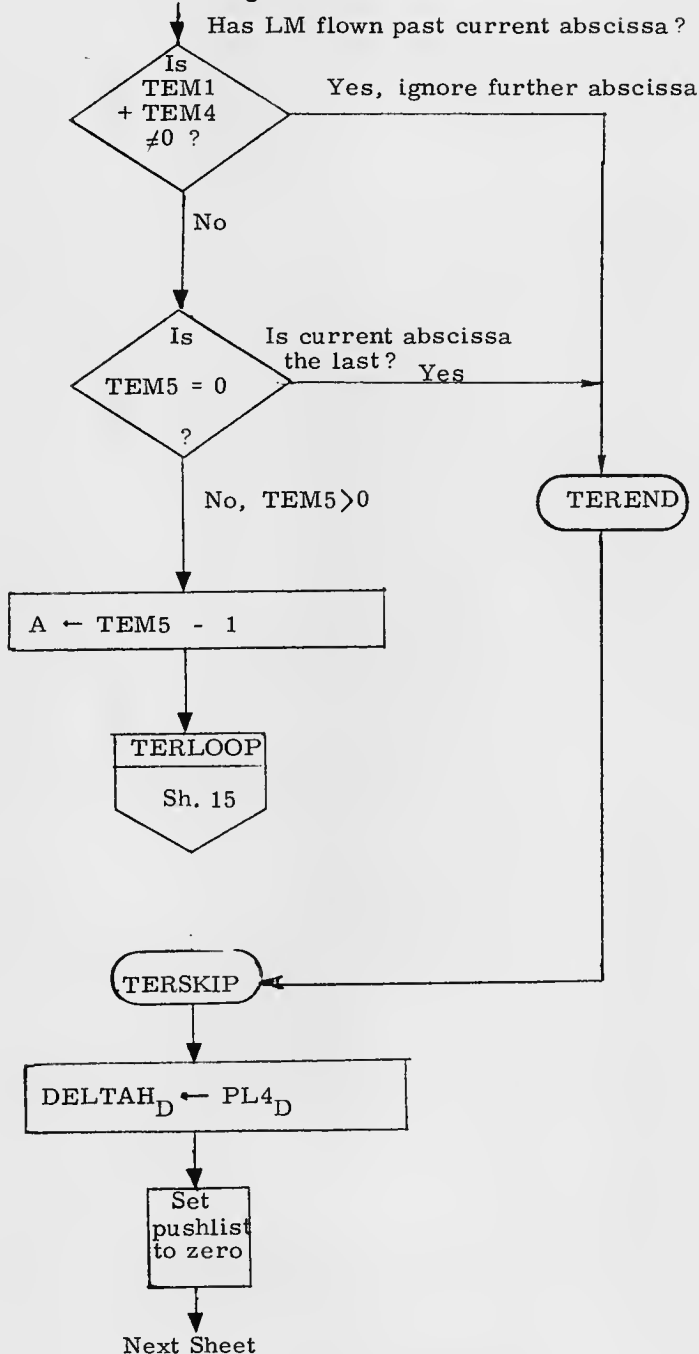 Has LM flown past current abscissa ?
Is
TEM1
+ TEM4
≠0 ?
Yes, ignore further abscissa
No
Is
TEM5 = 0
?
Is current abscissa
the last?
Yes
No, TEM5>0
TEREND
A ← TEM5 - 1
TERLOOP
Sh. 15
TERSKIP
DELTAH_D ← PL4_D
Set
pushlist
to zero
Next Sheet